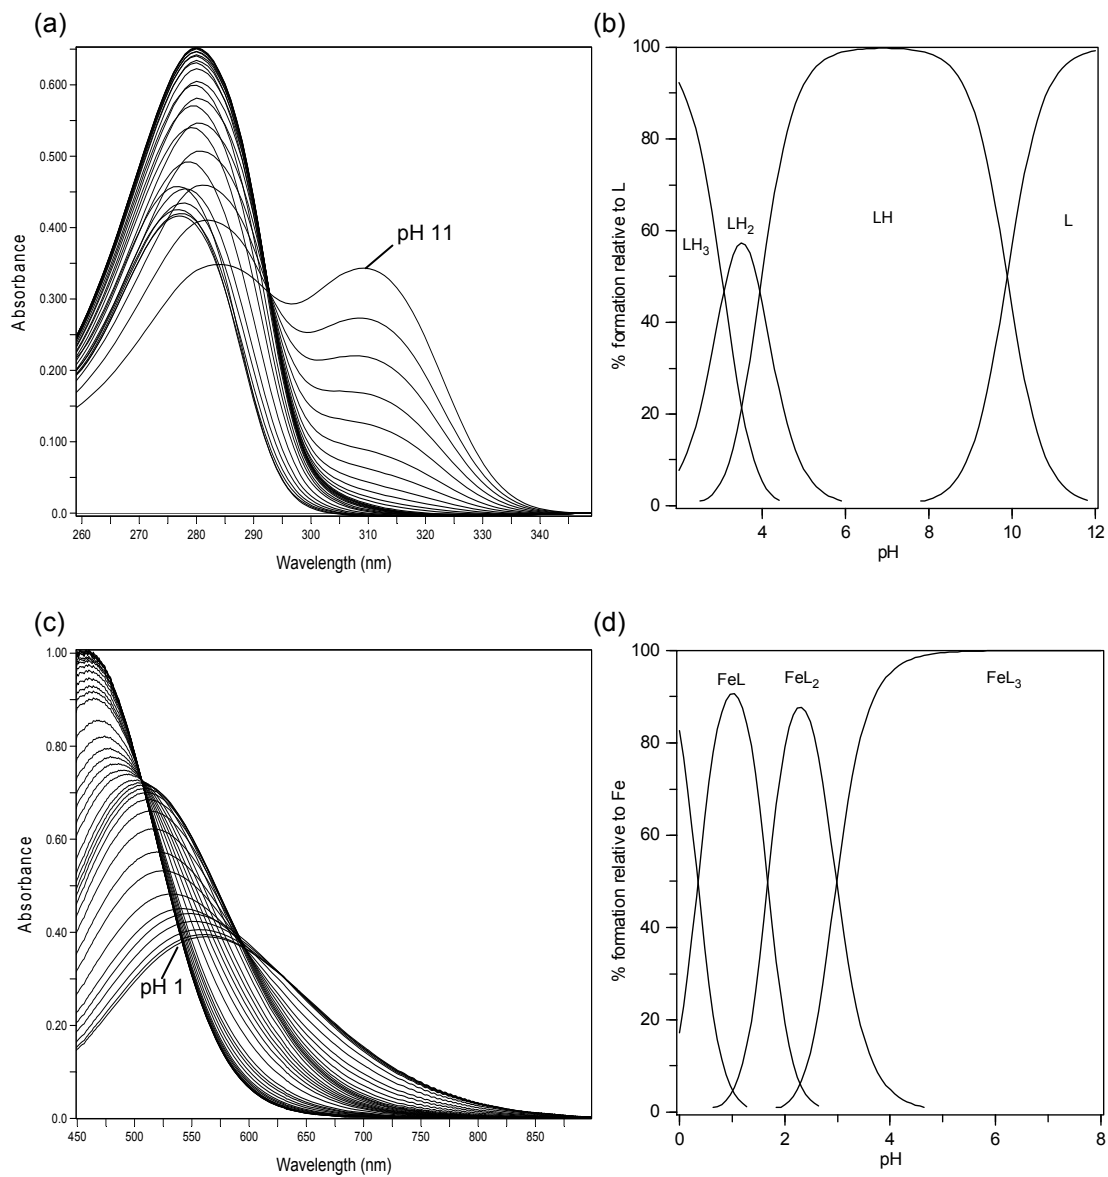 (a)
0.600
0.500
0.400
0.300
0.200
0.100
0.0
Absorbance
pH 11
260 270 280 290 300 310 320 330 340
Wavelength (nm)
(b)
100
80
60
40
20
0
% formation relative to L
LH3
LH2
LH
L
4 6 8 10 12
pH
(c)
1.00
0.80
0.60
0.40
0.20
0.0
Absorbance
pH 1
450 500 550 600 650 700 750 800 850
Wavelength (nm)
(d)
100
80
60
40
20
0
% formation relative to Fe
FeL
FeL2
FeL3
0 2 4 6 8
pH